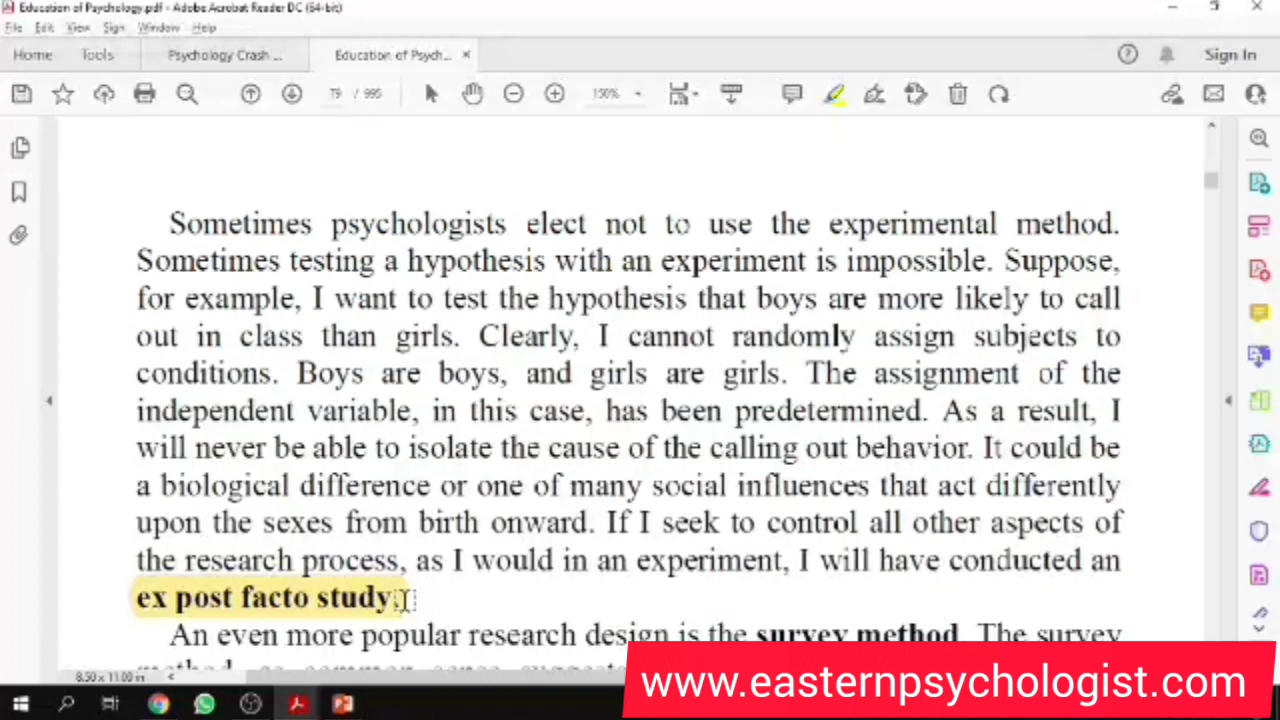 Education of Psychology.pdf - Adobe Acrobat Reader DC (64-bit)
File Edit View Sign Window Help
Home Tools Psychology Crash ... Education of Psych... × Sign In
79 / 995 150%
Sometimes psychologists elect not to use the experimental method.
Sometimes testing a hypothesis with an experiment is impossible. Suppose,
for example, I want to test the hypothesis that boys are more likely to call
out in class than girls. Clearly, I cannot randomly assign subjects to
conditions. Boys are boys, and girls are girls. The assignment of the
independent variable, in this case, has been predetermined. As a result, I
will never be able to isolate the cause of the calling out behavior. It could be
a biological difference or one of many social influences that act differently
upon the sexes from birth onward. If I seek to control all other aspects of
the research process, as I would in an experiment, I will have conducted an
ex post facto study.
An even more popular research design is the survey method. The survey
8.50 x 11.00 in
www.easternpsychologist.com